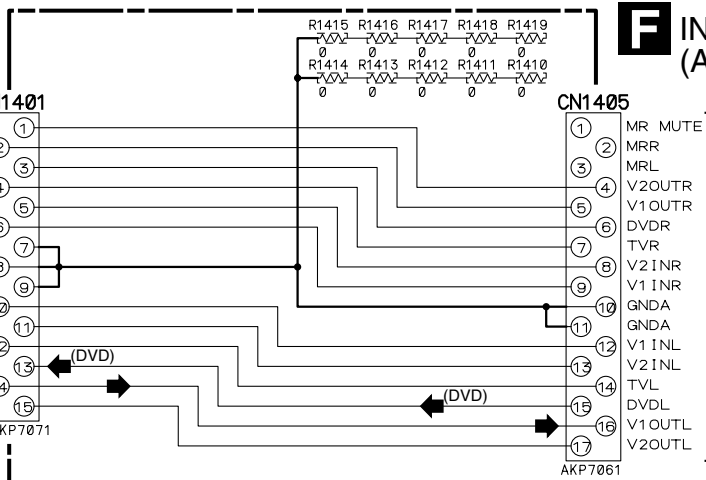 R1415 R1416 R1417 R1418 R1419
0 0 0 0 0
R1414 R1413 R1412 R1411 R1410
0 0 0 0 0
F IN
(A
1401
1
2
3
4
5
6
7
8
9
10
11
12
13
14
15
KP7071
(DVD)
(DVD)
CN1405
1 MR MUTE
2 MRR
3 MRL
4 V2OUTR
5 V1OUTR
6 DVDR
7 TVR
8 V2INR
9 V1INR
10 GNDA
11 GNDA
12 V1INL
13 V2INL
14 TVL
15 DVDL
16 V1OUTL
17 V2OUTL
AKP7061